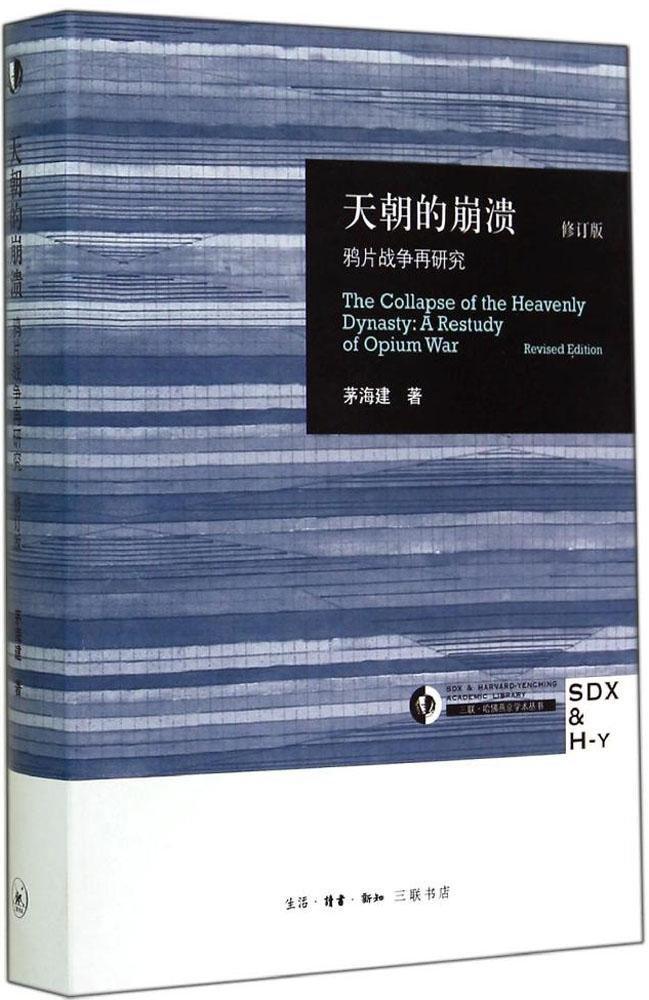 天朝的崩溃 修订版
鸦片战争再研究
The Collapse of the Heavenly
Dynasty: A Restudy
of Opium War Revised Edition
茅海建 著
SDX & HARVARD-YENCHING
ACADEMIC LIBRARY
三联·哈佛燕京学术丛书
SDX
&
H-Y
生活·讀書·新知 三联书店
天朝的崩溃 鸦片战争再研究 修订版 茅海建 著